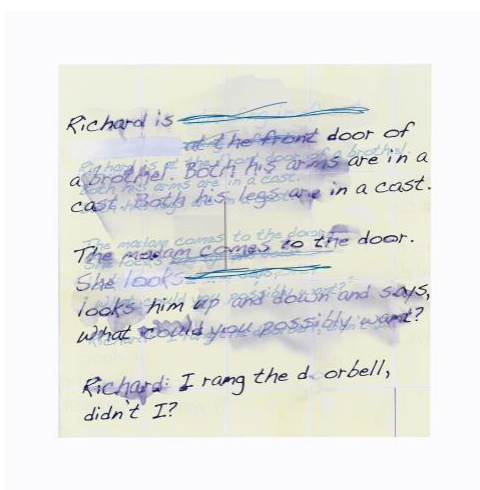 Richard is
at the front door of
a brothel. Both his arms are in a
cast. Both his legs are in a cast.
The madam comes to the door.
She looks
looks him up and down and says,
what could you possibly want?
Richard: I rang the doorbell,
didn't I?